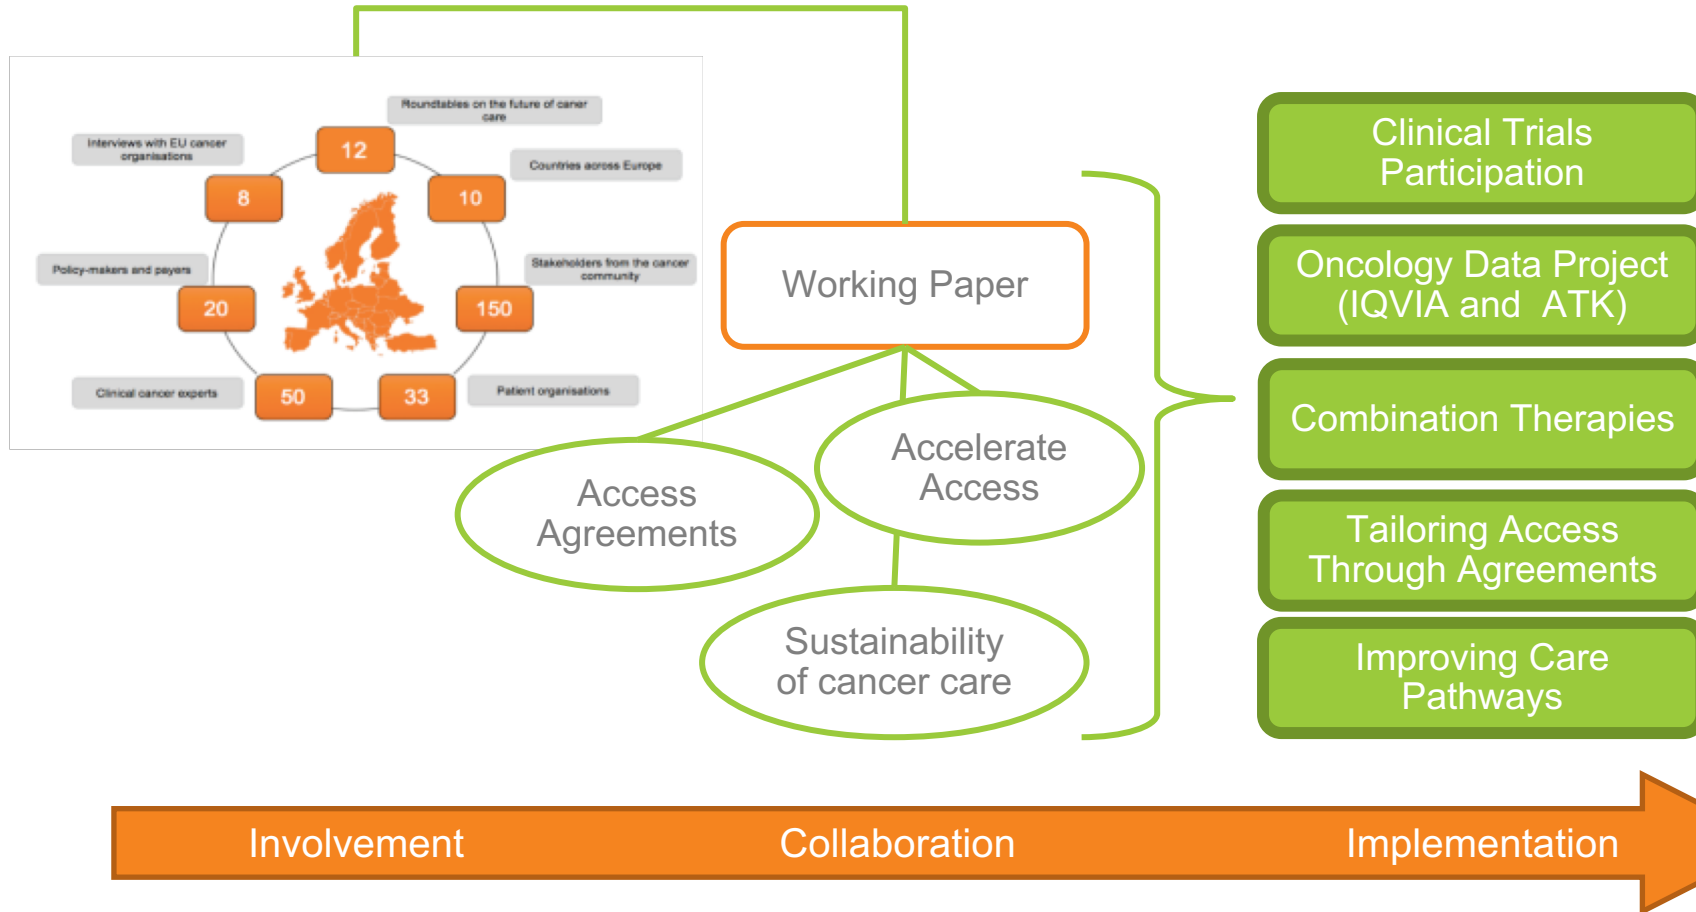 Roundtables on the future of caner
care
12
Interviews with EU cancer
organisations
8
Countries across Europe
10
Policy-makers and payers
20
Stakeholders from the cancer
community
150
Clinical cancer experts
50
33
Patient organisations
Working Paper
Access
Agreements
Accelerate
Access
Sustainability
of cancer care
Clinical Trials
Participation
Oncology Data Project
(IQVIA and ATK)
Combination Therapies
Tailoring Access
Through Agreements
Improving Care
Pathways
Involvement
Collaboration
Implementation